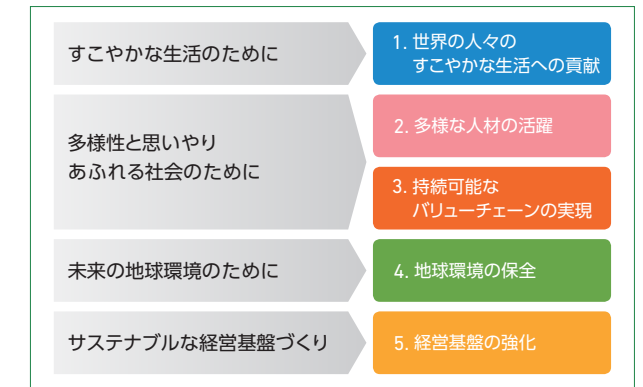 すこやかな生活のために
1. 世界の人々の
すこやかな生活への貢献
多様性と思いやり
あふれる社会のために
2. 多様な人材の活躍
3. 持続可能な
バリューチェーンの実現
未来の地球環境のために
4. 地球環境の保全
サステナブルな経営基盤づくり
5. 経営基盤の強化